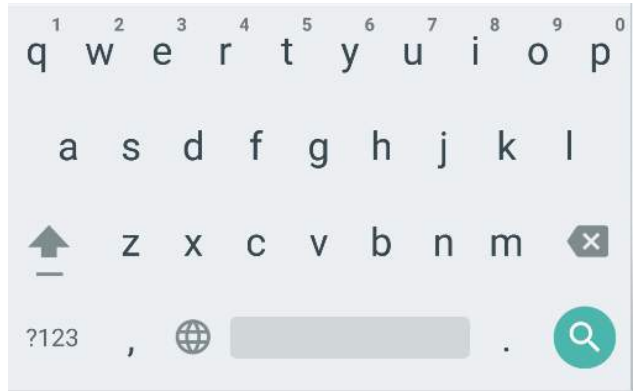 1 2 3 4 5 6 7 8 9 0
q w e r t y u i o p
a s d f g h j k l
z x c v b n m
?123 , .